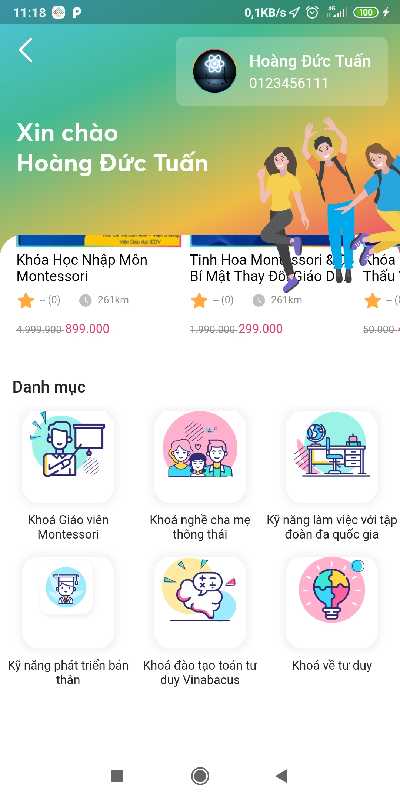 11:18 P 0,1KB/s 4G 100
Hoàng Đức Tuấn
0123456111
Xin chào
Hoàng Đức Tuấn
Khóa Học Nhập Môn
Montessori
-- (0) 261km
4.999.900 899.000
Tinh Hoa
Bí Mật Thay Giáo
-- (0) 261km
1.990.000 299.000
Khóa
Thấu
50.000
Danh mục
Khoá Giáo viên
Montessori
Khoá nghề cha mẹ
thông thái
Kỹ năng làm việc với tập
đoàn đa quốc gia
Kỹ năng phát triển bản
thân
Khoá đào tạo toán tư
duy Vinabacus
Khoá về tư duy